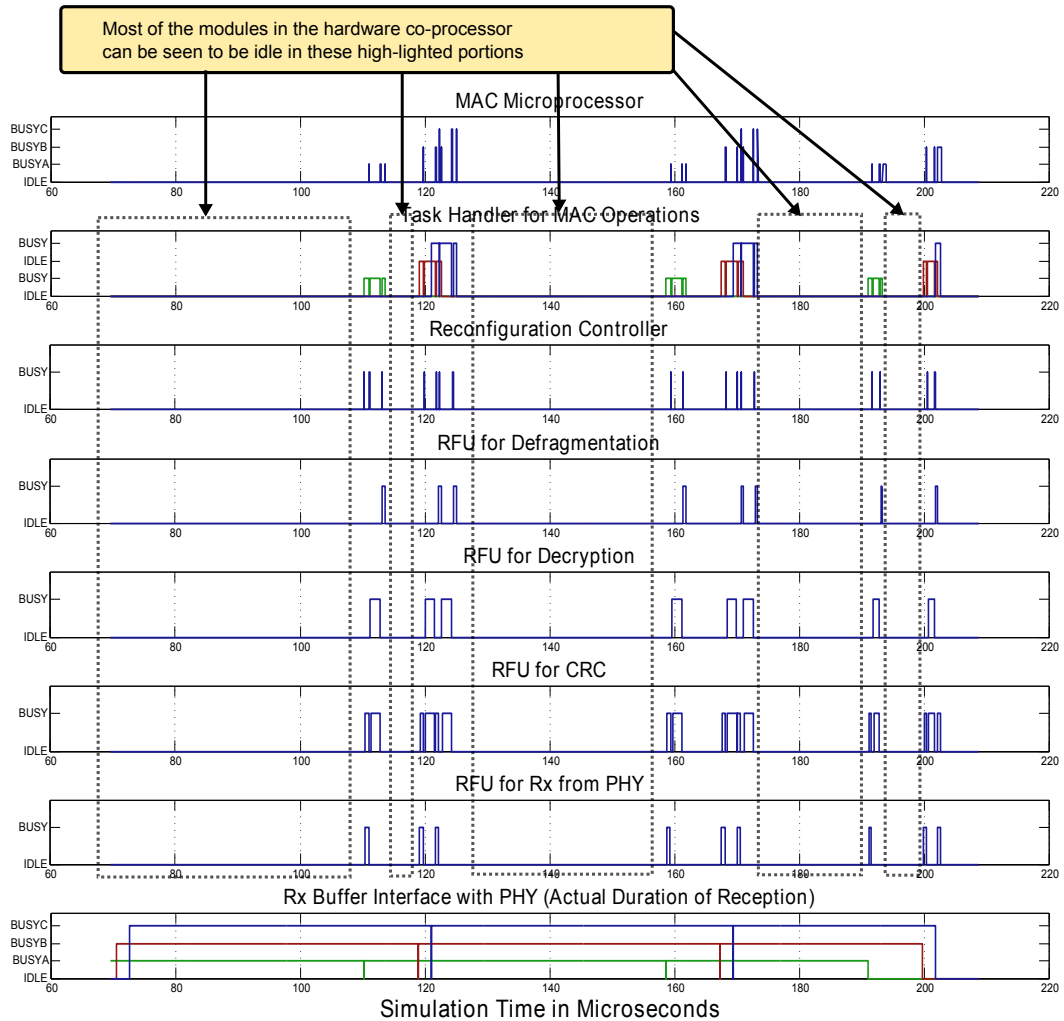 Most of the modules in the hardware co-processor
can be seen to be idle in these high-lighted portions
MAC Microprocessor
BUSYC
BUSYB
BUSYA
IDLE
60 80 100 120 140 160 180 200 220
Task Handler for MAC Operations
BUSY
IDLE
BUSY
IDLE
60 80 100 120 140 160 180 200 220
Reconfiguration Controller
BUSY
IDLE
60 80 100 120 140 160 180 200 220
RFU for Defragmentation
BUSY
IDLE
60 80 100 120 140 160 180 200 220
RFU for Decryption
BUSY
IDLE
60 80 100 120 140 160 180 200 220
RFU for CRC
BUSY
IDLE
60 80 100 120 140 160 180 200 220
RFU for Rx from PHY
BUSY
IDLE
60 80 100 120 140 160 180 200 220
Rx Buffer Interface with PHY (Actual Duration of Reception)
BUSYC
BUSYB
BUSYA
IDLE
60 80 100 120 140 160 180 200 220
Simulation Time in Microseconds